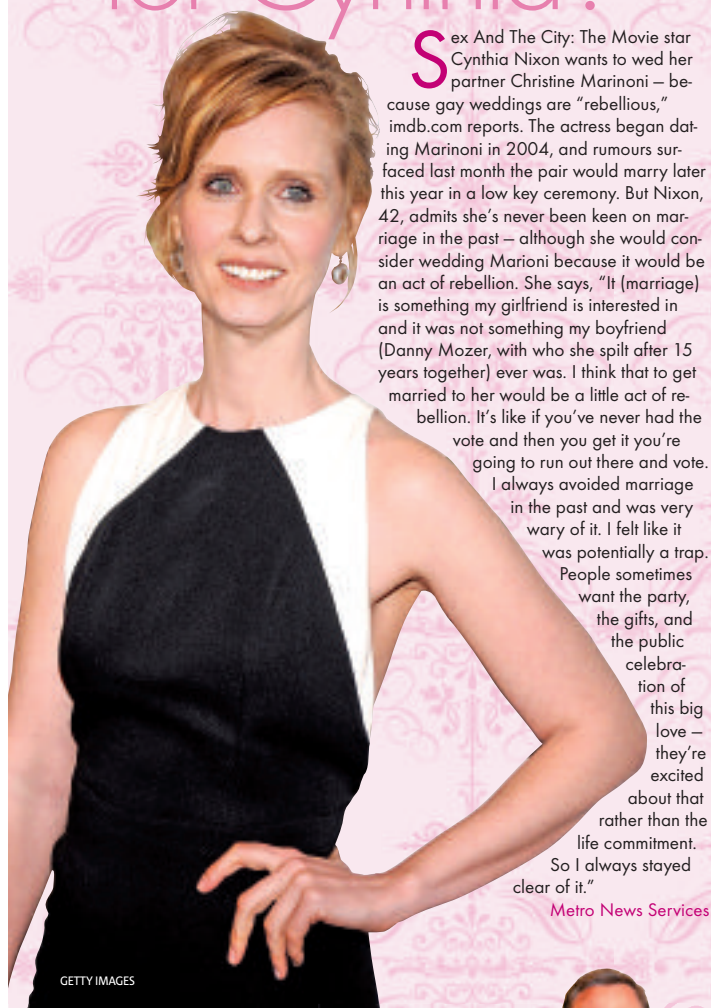 for Cynthia?
Sex And The City: The Movie star
Cynthia Nixon wants to wed her
partner Christine Marinoni – be-
cause gay weddings are “rebellious,”
imdb.com reports. The actress began dat-
ing Marinoni in 2004, and rumours sur-
faced last month the pair would marry later
this year in a low key ceremony. But Nixon,
42, admits she’s never been keen on mar-
riage in the past – although she would con-
sider wedding Marioni because it would be
an act of rebellion. She says, “It (marriage)
is something my girlfriend is interested in
and it was not something my boyfriend
(Danny Mozer, with who she spilt after 15
years together) ever was. I think that to get
married to her would be a little act of re-
bellion. It’s like if you’ve never had the
vote and then you get it you’re
going to run out there and vote.
I always avoided marriage
in the past and was very
wary of it. I felt like it
was potentially a trap.
People sometimes
want the party,
the gifts, and
the public
celebra-
tion of
this big
love –
they’re
excited
about that
rather than the
life commitment.
So I always stayed
clear of it.”
Metro News Services
GETTY IMAGES